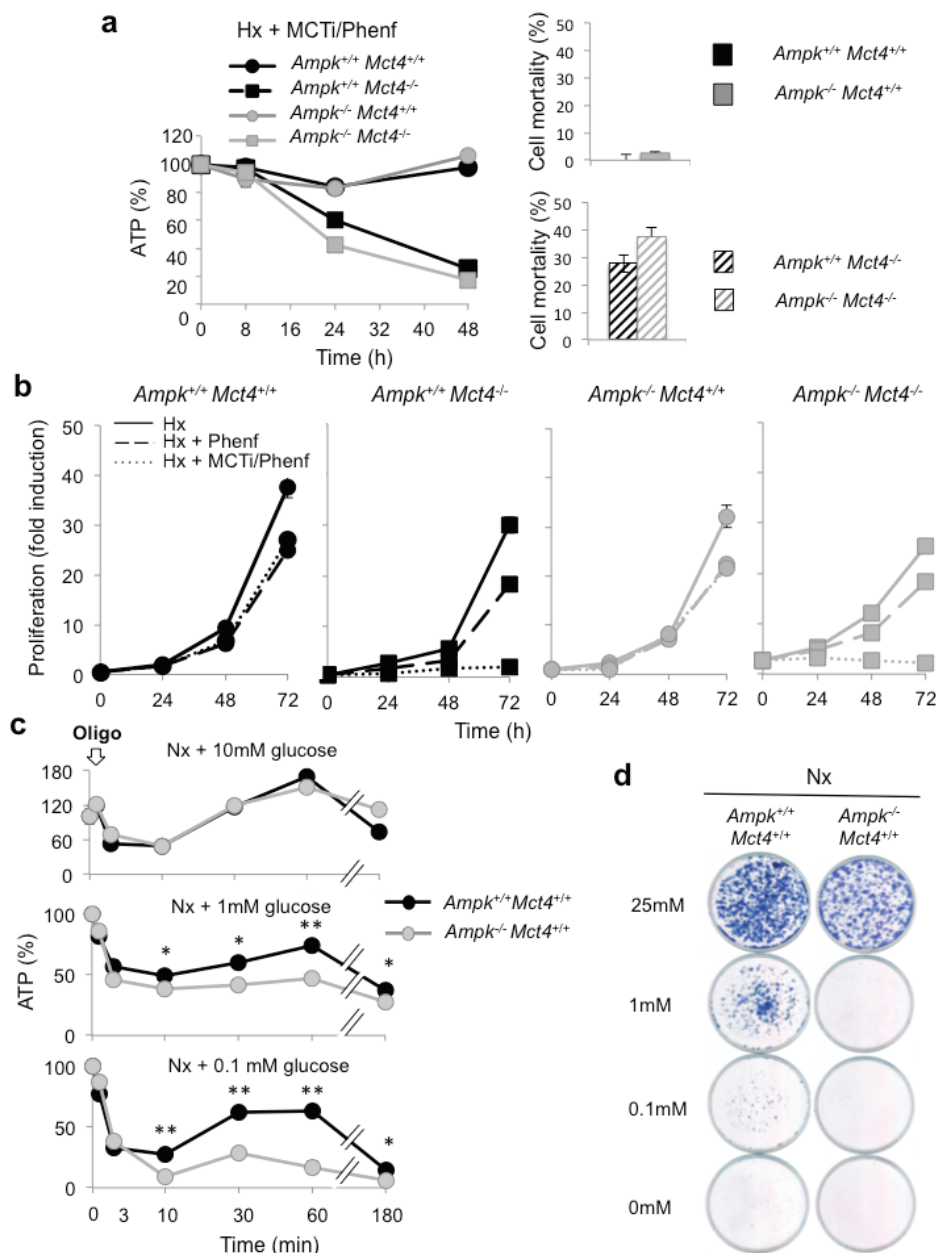 a
Hx + MCTi/Phenf
Ampk+/+ Mct4+/+
Ampk+/+ Mct4-/-
Ampk-/- Mct4+/+
Ampk-/- Mct4-/-
ATP (%)
120
100
80
60
40
20
0
0 8 16 24 32 40 48
Time (h)
Cell mortality (%)
50
40
30
20
10
0
Ampk+/+ Mct4+/+
Ampk-/- Mct4+/+
Cell mortality (%)
50
40
30
20
10
0
Ampk+/+ Mct4-/-
Ampk-/- Mct4-/-
b
Ampk+/+ Mct4+/+ Ampk+/+ Mct4-/- Ampk-/- Mct4+/+ Ampk-/- Mct4-/-
Hx
Hx + Phenf
Hx + MCTi/Phenf
Proliferation (fold induction)
50
40
30
20
10
0
0 24 48 72 0 24 48 72 0 24 48 72 0 24 48 72
Time (h)
c
Oligo
Nx + 10mM glucose
180
120
60
0
Ampk+/+Mct4+/+
Ampk-/- Mct4+/+
Nx + 1mM glucose
ATP (%)
100
50
0
* * ** *
Nx + 0.1 mM glucose
100
50
0
** ** ** *
0 3 10 30 60 180
Time (min)
d
Nx
Ampk+/+ Ampk-/-
Mct4+/+ Mct4+/+
25mM
1mM
0.1mM
0mM